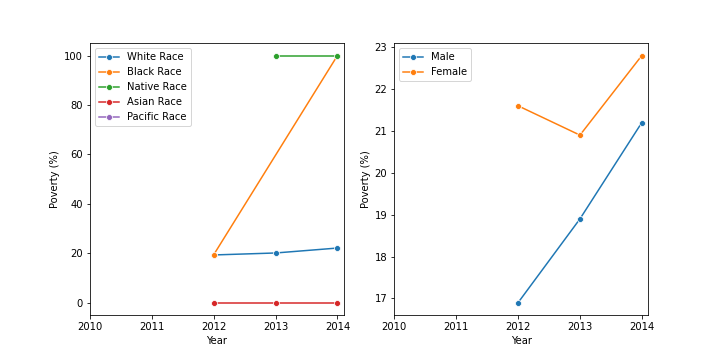 White Race
Black Race
Native Race
Asian Race
Pacific Race
100
80
60
40
20
0
Poverty (%)
2010 2011 2012 2013 2014
Year
Male
Female
23
22
21
20
19
18
17
Poverty (%)
2010 2011 2012 2013 2014
Year